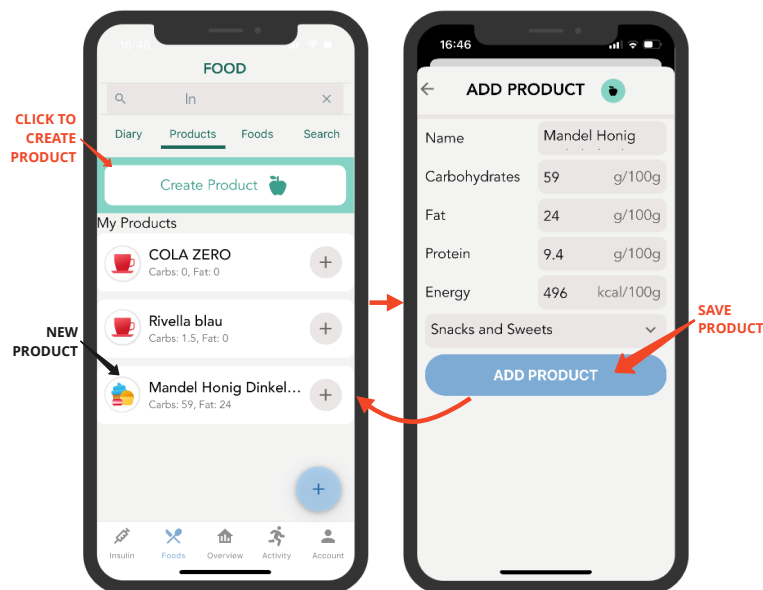 16:46
FOOD
In
Diary Products Foods Search
CLICK TO
CREATE
PRODUCT
Create Product
My Products
COLA ZERO
Carbs: 0, Fat: 0
Rivella blau
Carbs: 1.5, Fat: 0
NEW
PRODUCT
Mandel Honig Dinkel...
Carbs: 59, Fat: 24
Insulin Foods Overview Activity Account
16:46
ADD PRODUCT
Name Mandel Honig
Carbohydrates 59 g/100g
Fat 24 g/100g
Protein 9.4 g/100g
Energy 496 kcal/100g
Snacks and Sweets
SAVE
PRODUCT
ADD PRODUCT